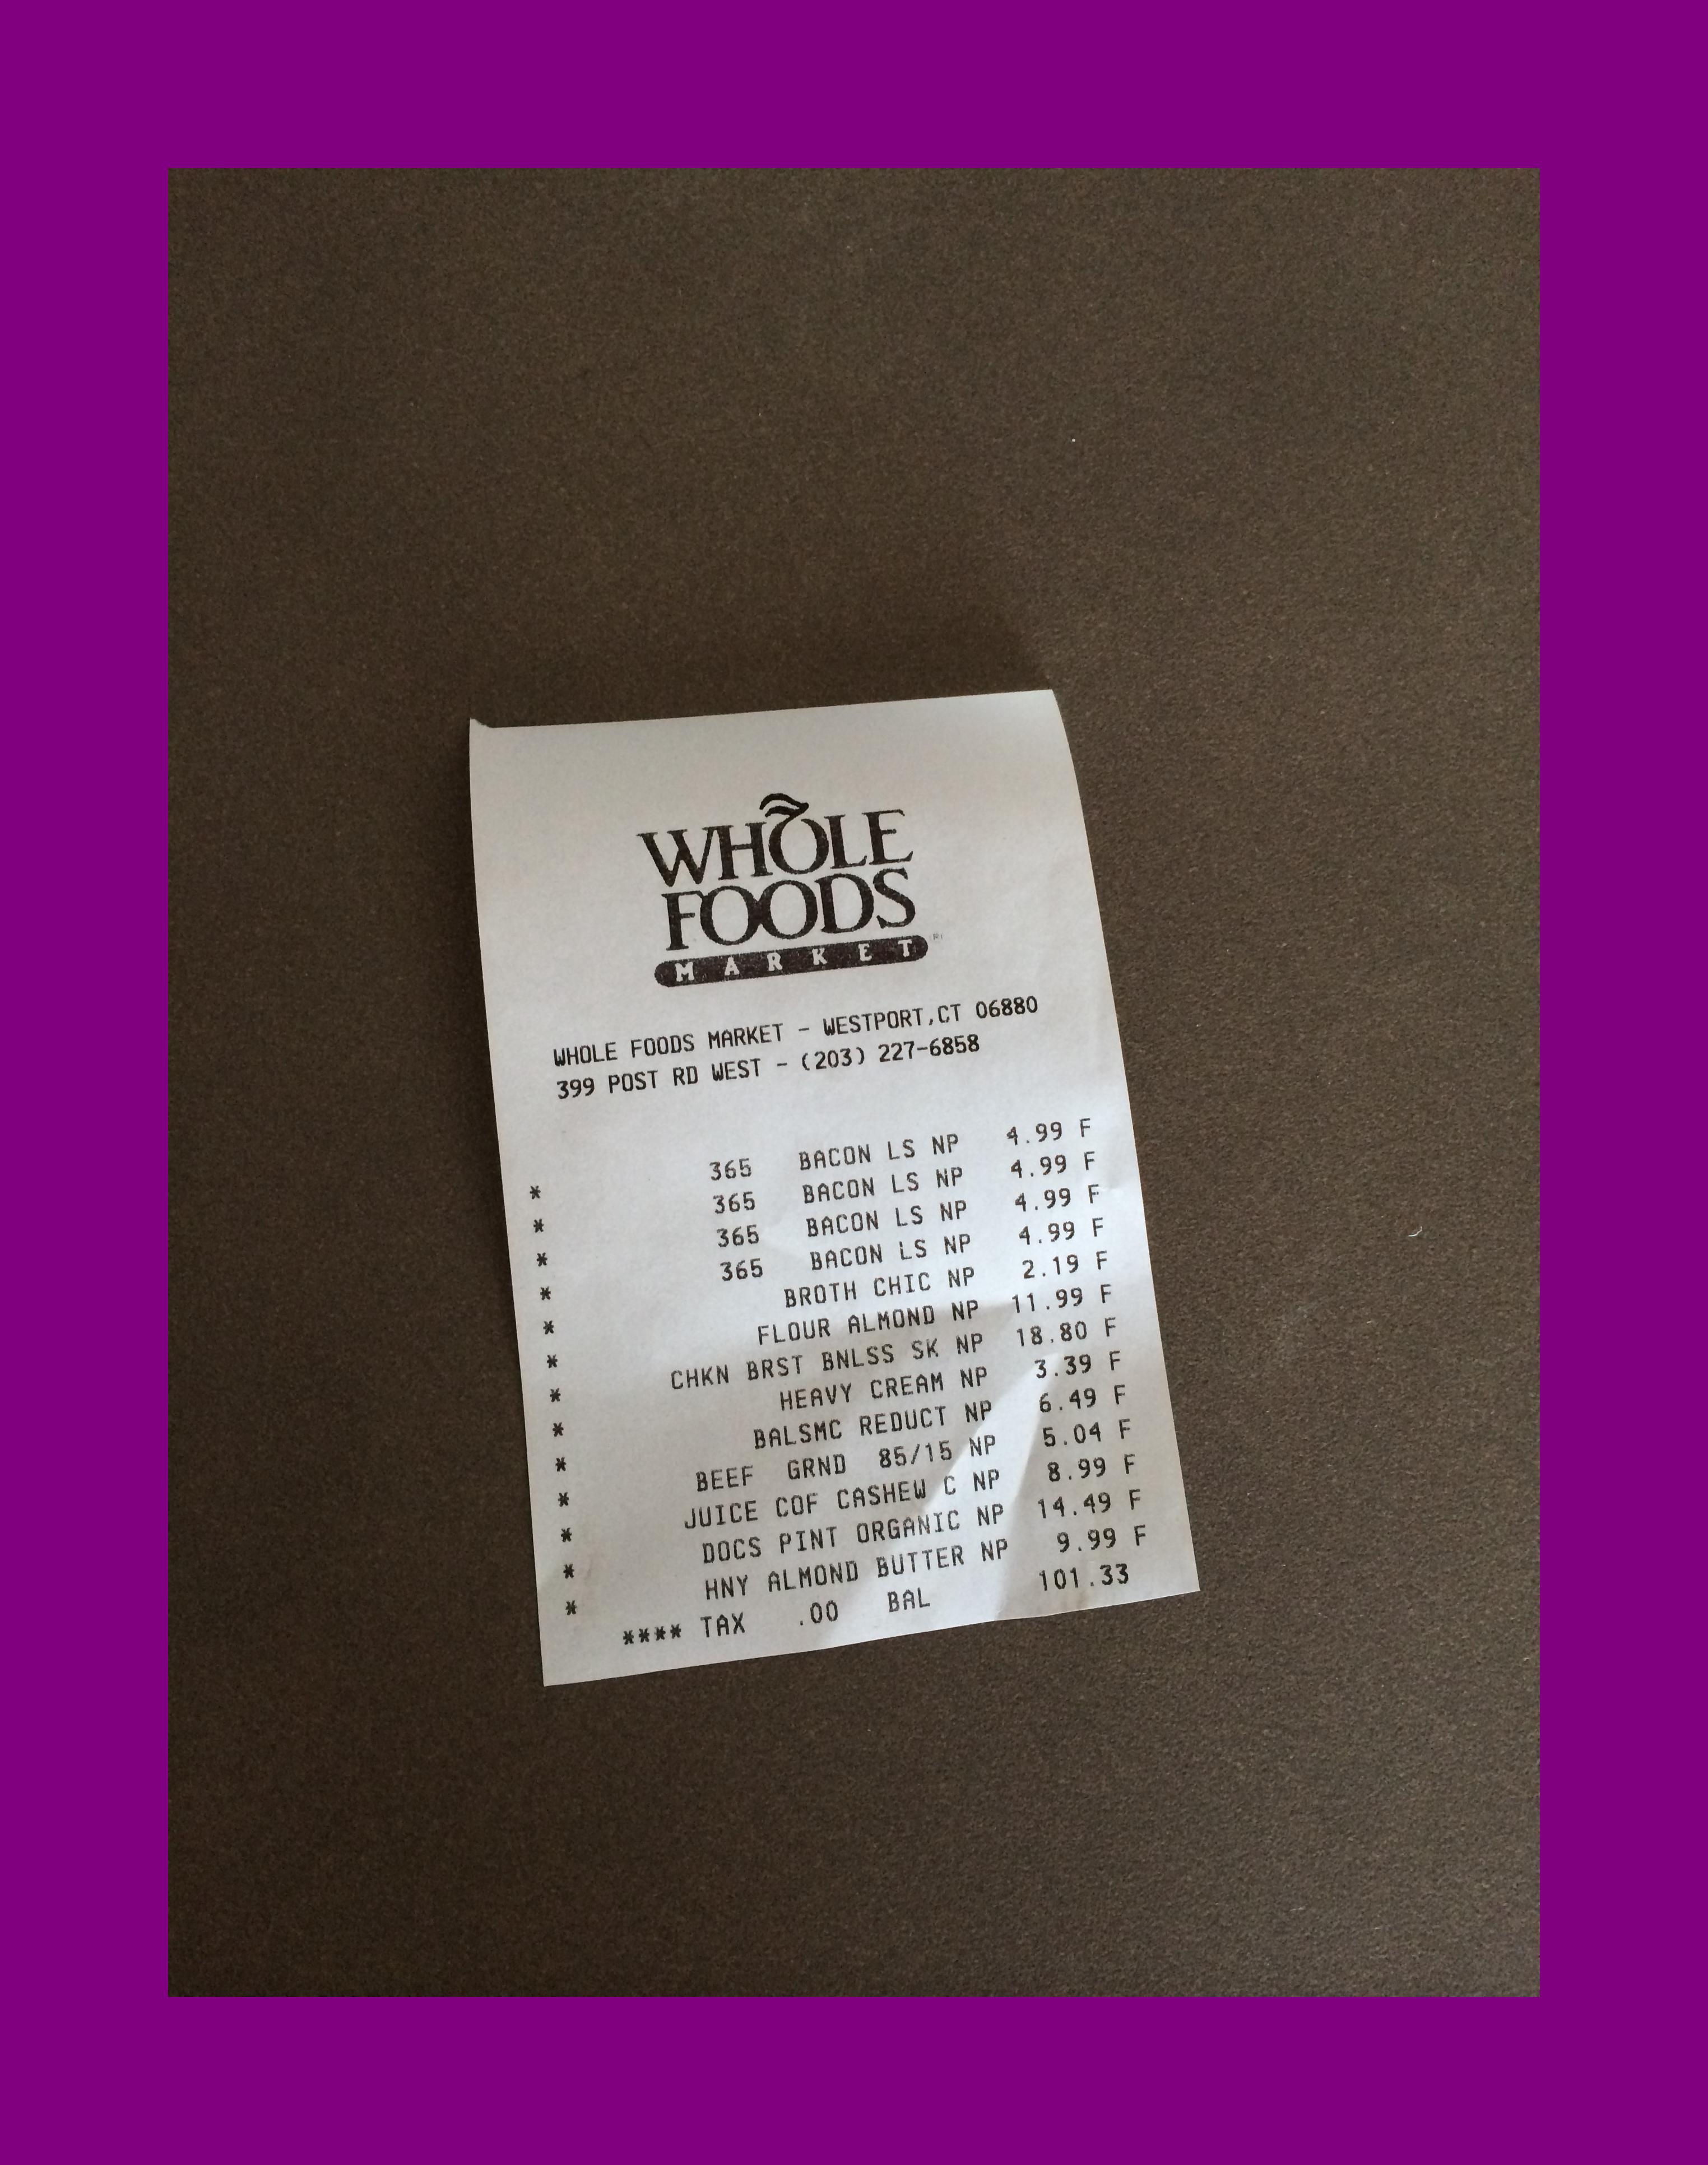 WHOLE
FOODS
MARKET
WHOLE FOODS MARKET - WESTPORT,CT 06880
399 POST RD WEST - (203) 227-6858
365 BACON LS NP 4.99 F
* 365 BACON LS NP 4.99 F
* 365 BACON LS NP 4.99 F
* 365 BACON LS NP 4.99 F
* BROTH CHIC NP 2.19 F
* FLOUR ALMOND NP 11.99 F
* CHKN BRST BNLSS SK NP 18.80 F
* HEAVY CREAM NP 3.39 F
* BALSMC REDUCT NP 6.49 F
* BEEF GRND 85/15 NP 5.04 F
* JUICE COF CASHEW C NP 8.99 F
* DOCS PINT ORGANIC NP 14.49 F
* HNY ALMOND BUTTER NP 9.99 F
* **** TAX .00 BAL 101.33